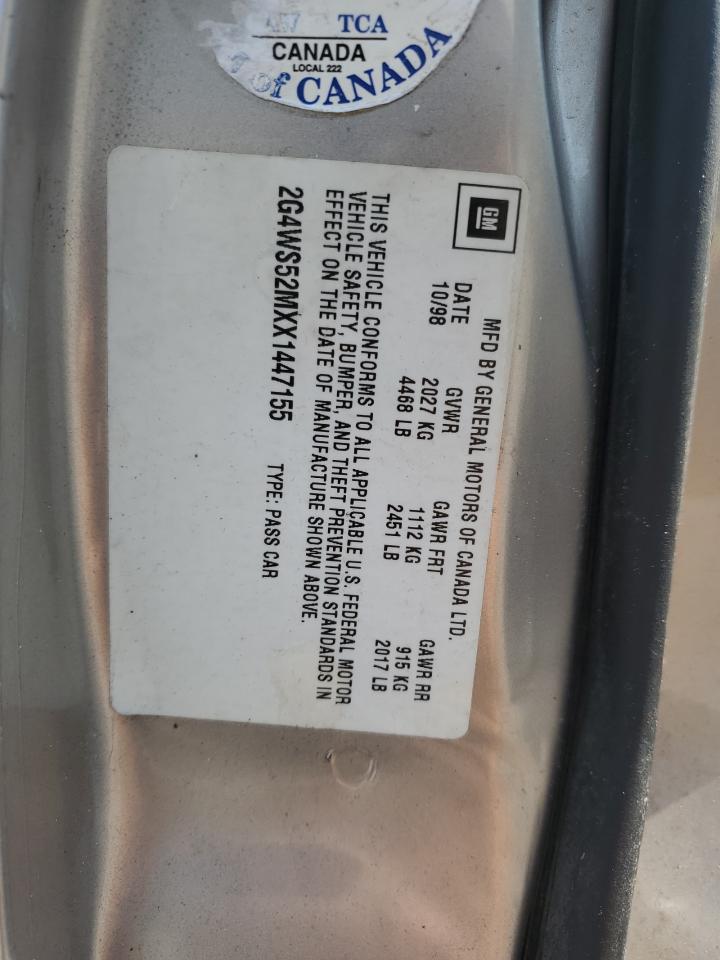 TCA
CANADA
LOCAL 222
of CANADA
GM
MFD BY GENERAL MOTORS OF CANADA LTD.
DATE GVWR GAWR FRT GAWR RR
10/98 2027 KG 1112 KG 915 KG
4468 LB 2451 LB 2017 LB
THIS VEHICLE CONFORMS TO ALL APPLICABLE U.S. FEDERAL MOTOR
VEHICLE SAFETY, BUMPER, AND THEFT PREVENTION STANDARDS IN
EFFECT ON THE DATE OF MANUFACTURE SHOWN ABOVE.
2G4WS52MXX1447155 TYPE: PASS CAR